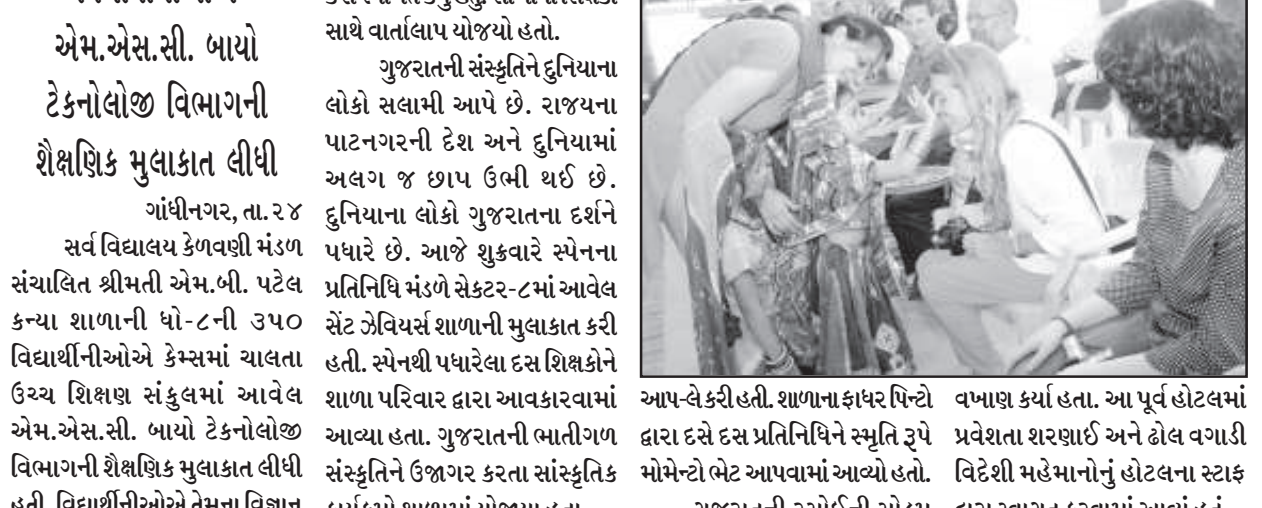 એમ.એસ.સી. બાયો
ટેકનોલોજી વિભાગની
શૈક્ષણિક મુલાકાત લીધી
ગાંધીનગર, તા.૨૪
સર્વ વિદ્યાલય કેળવણી મંડળ
સંચાલિત શ્રીમતી એમ.બી. પટેલ
કન્યા શાળાની ધો-૮ની ૩૫૦
વિદ્યાર્થીનીઓએ કેમ્સમાં ચાલતા
ઉચ્ચ શિક્ષણ સંકુલમાં આવેલ
એમ.એસ.સી. બાયો ટેકનોલોજી
વિભાગની શૈક્ષણિક મુલાકાત લીધી
હતી. વિદ્યાર્થીનીઓએ તેમના વિજ્ઞાન
સાથે વાર્તાલાપ યોજયો હતો.
ગુજરાતની સંસ્કૃતિને દુનિયાના
લોકો સલામી આપે છે. રાજયના
પાટનગરની દેશ અને દુનિયામાં
અલગ જ છાપ ઉભી થઈ છે.
દુનિયાના લોકો ગુજરાતના દર્શને
પધારે છે. આજે શુક્રવારે સ્પેનના
પ્રતિનિધિ મંડળે સેકટર-૮માં આવેલ
સેંટ ઝેવિયર્સ શાળાની મુલાકાત કરી
હતી. સ્પેનથી પધારેલા દસ શિક્ષકોને
શાળા પરિવાર દ્વારા આવકારવામાં
આવ્યા હતા. ગુજરાતની ભાતીગળ
સંસ્કૃતિને ઉજાગર કરતા સાંસ્કૃતિક
આપ-લે કરી હતી. શાળાના ફાધર પિન્ટો
દ્વારા દસે દસ પ્રતિનિધિને સ્મૃતિ રૂપે
મોમેન્ટો ભેટ આપવામાં આવ્યો હતો.
વખાણ કર્યા હતા. આ પૂર્વ હોટલમાં
પ્રવેશતા શરણાઈ અને ઢોલ વગાડી
વિદેશી મહેમાનોનું હોટલના સ્ટાફ